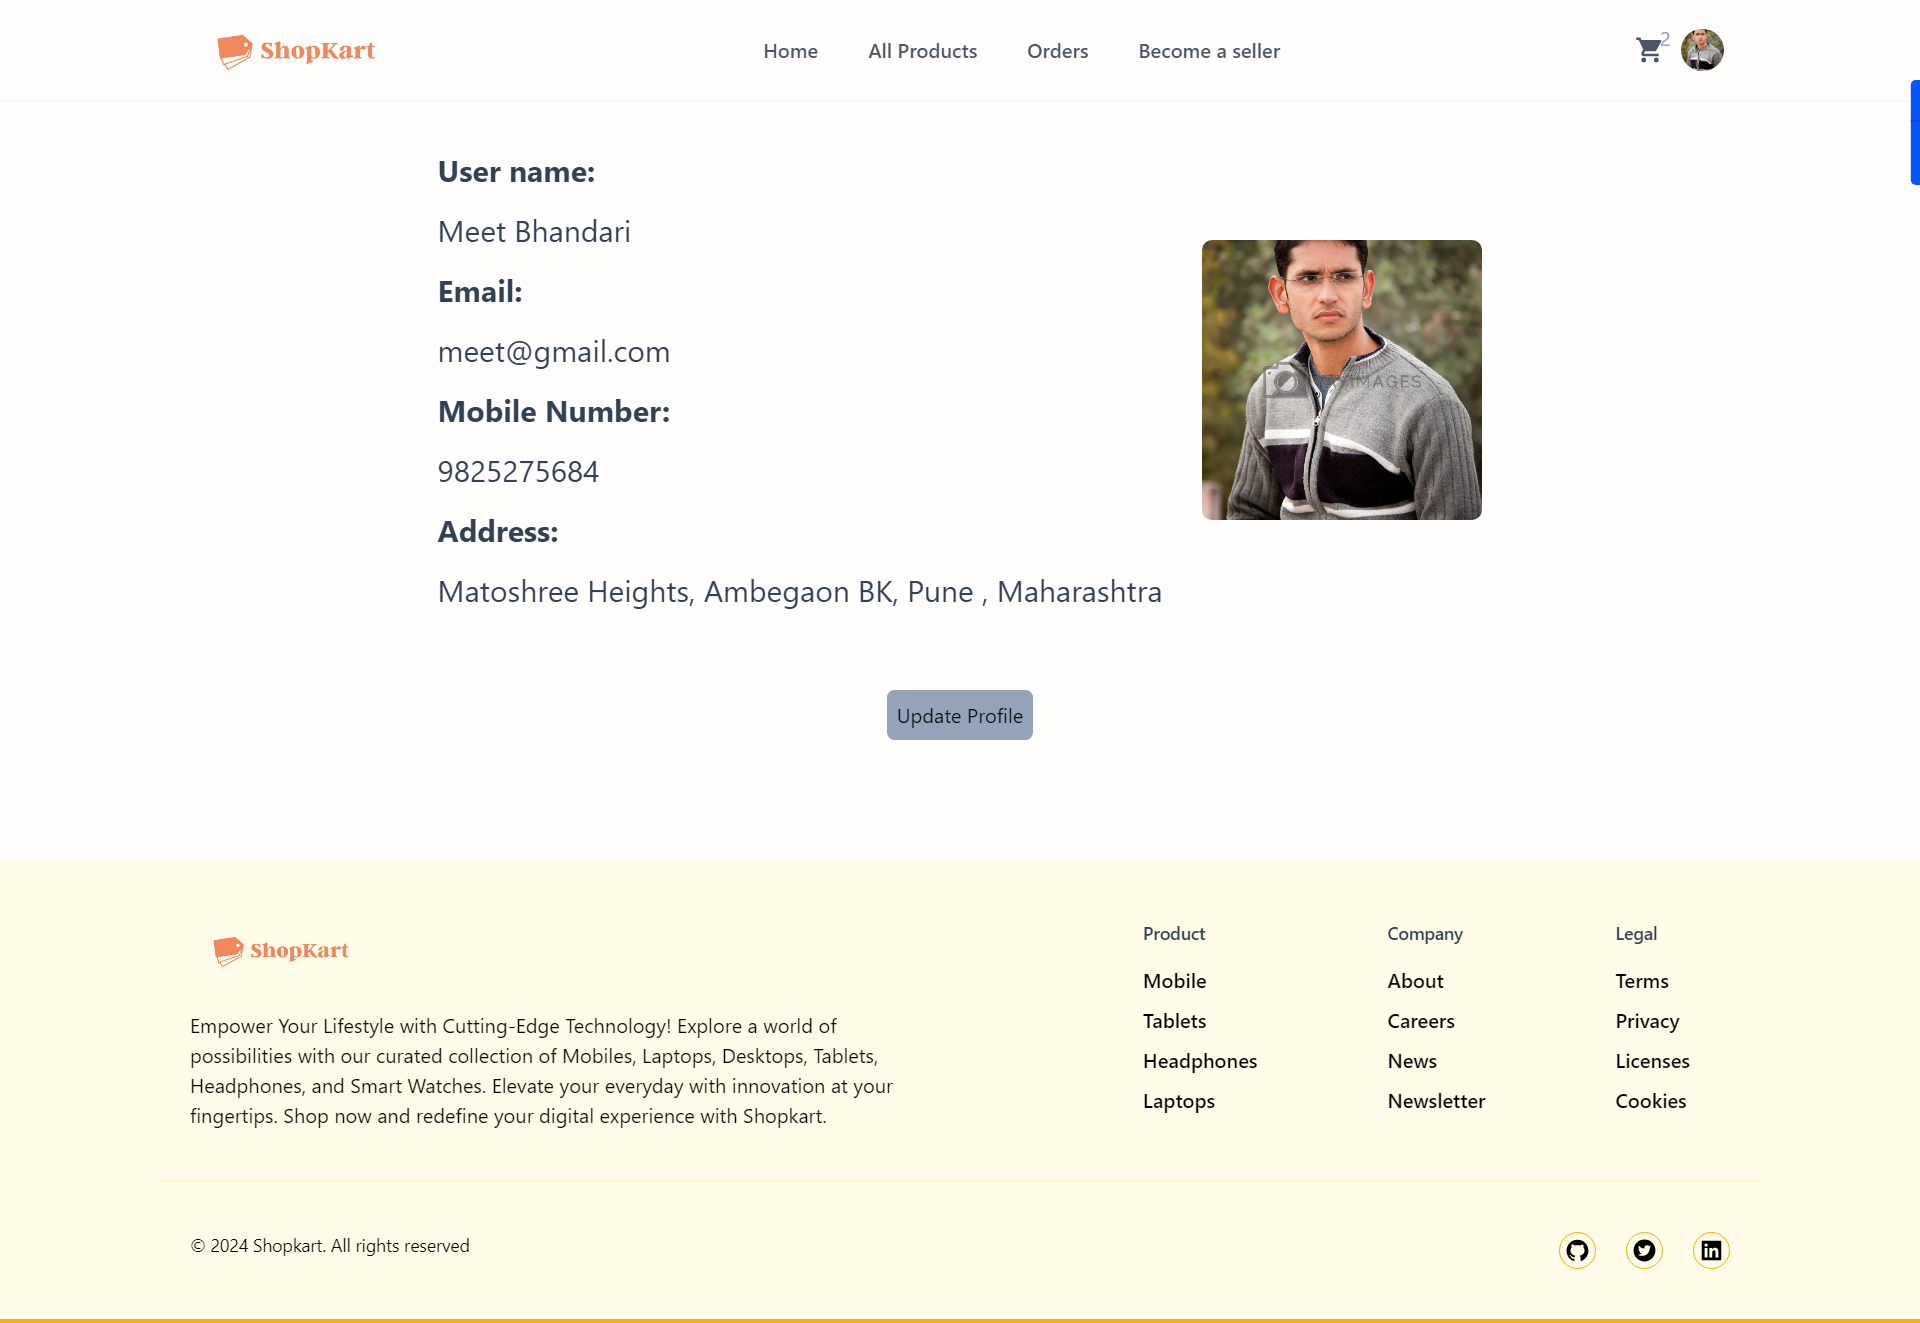 ShopKart
Home
All Products
Orders
Become a seller
2
User name:
Meet Bhandari
Email:
meet@gmail.com
Mobile Number:
9825275684
Address:
Matoshree Heights, Ambegaon BK, Pune , Maharashtra
IMAGES
Update Profile
ShopKart
Empower Your Lifestyle with Cutting-Edge Technology! Explore a world of
possibilities with our curated collection of Mobiles, Laptops, Desktops, Tablets,
Headphones, and Smart Watches. Elevate your everyday with innovation at your
fingertips. Shop now and redefine your digital experience with Shopkart.
Product
Mobile
Tablets
Headphones
Laptops
Company
About
Careers
News
Newsletter
Legal
Terms
Privacy
Licenses
Cookies
© 2024 Shopkart. All rights reserved